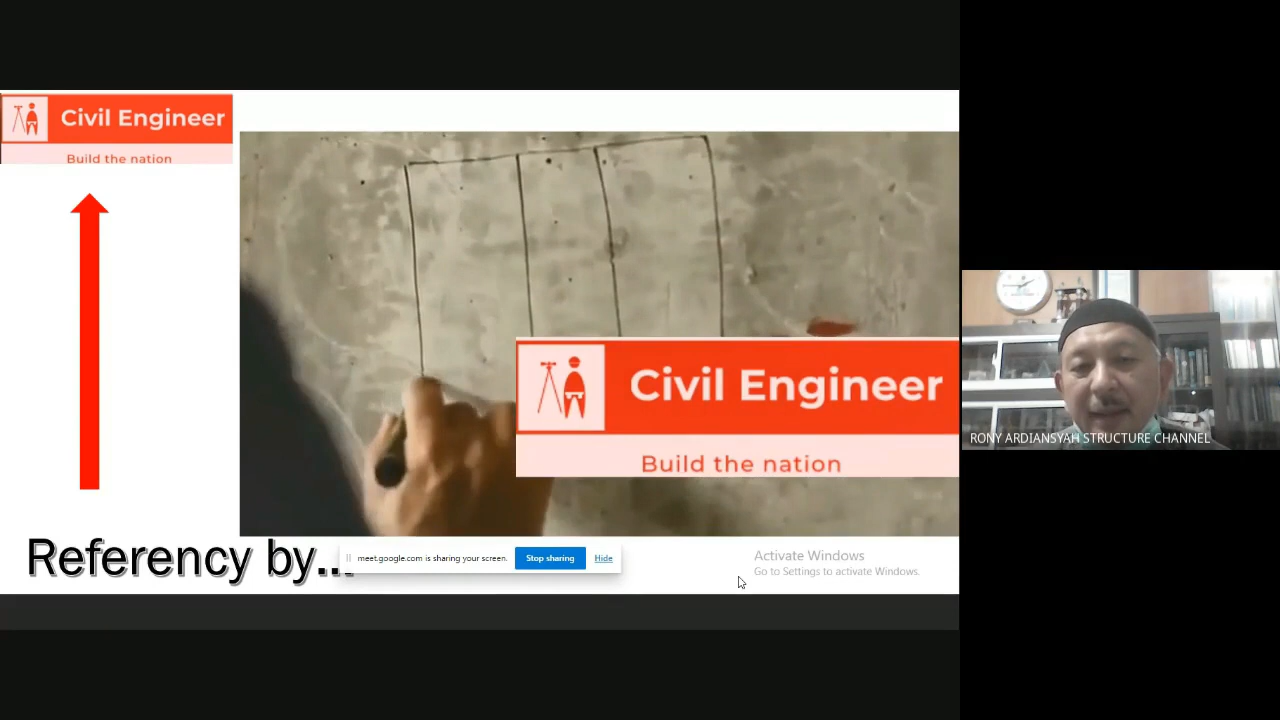 Civil Engineer
Build the nation
Civil Engineer
Build the nation
Referency by...
meet.google.com is sharing your screen.
Stop sharing
Hide
Activate Windows
Go to Settings to activate Windows.
RONY ARDIANSYAH STRUCTURE CHANNEL